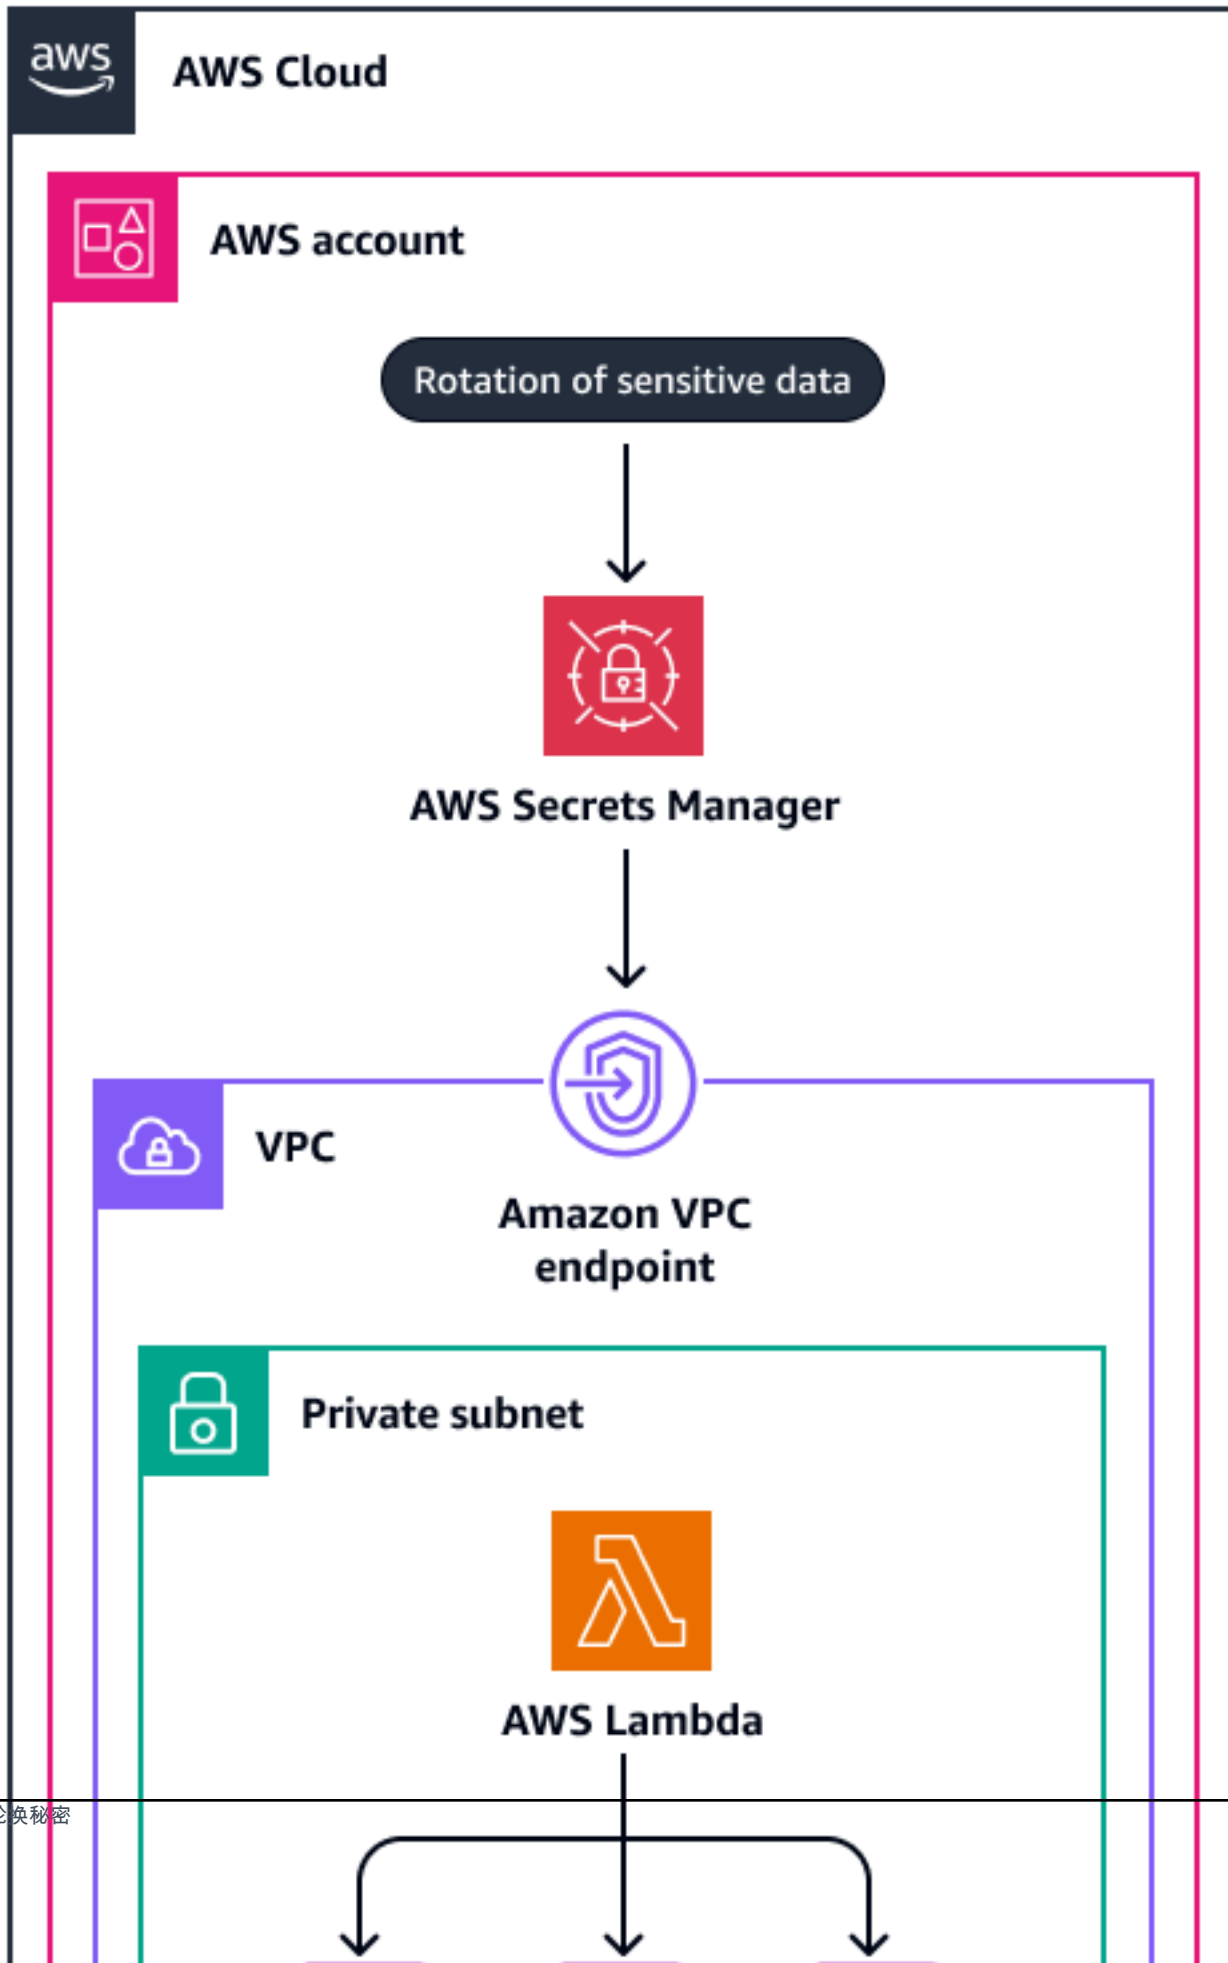 aws
AWS Cloud
AWS account
Rotation of sensitive data
AWS Secrets Manager
VPC
Amazon VPC
endpoint
Private subnet
AWS Lambda
换秘密